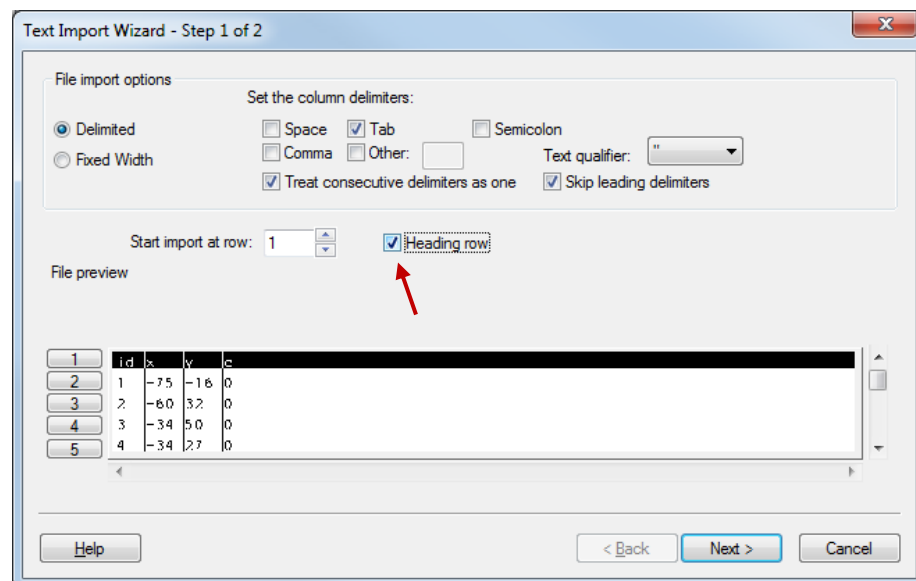 Text Import Wizard - Step 1 of 2
x
File import options
Set the column delimiters:
Delimited
Space Tab Semicolon
Fixed Width
Comma Other: Text qualifier: "
Treat consecutive delimiters as one Skip leading delimiters
Start import at row: 1 Heading row
File preview
1 id x y c
2 1 -75 -16 0
3 2 -60 32 0
4 3 -34 50 0
5 4 -34 27 0
Help < Back Next > Cancel